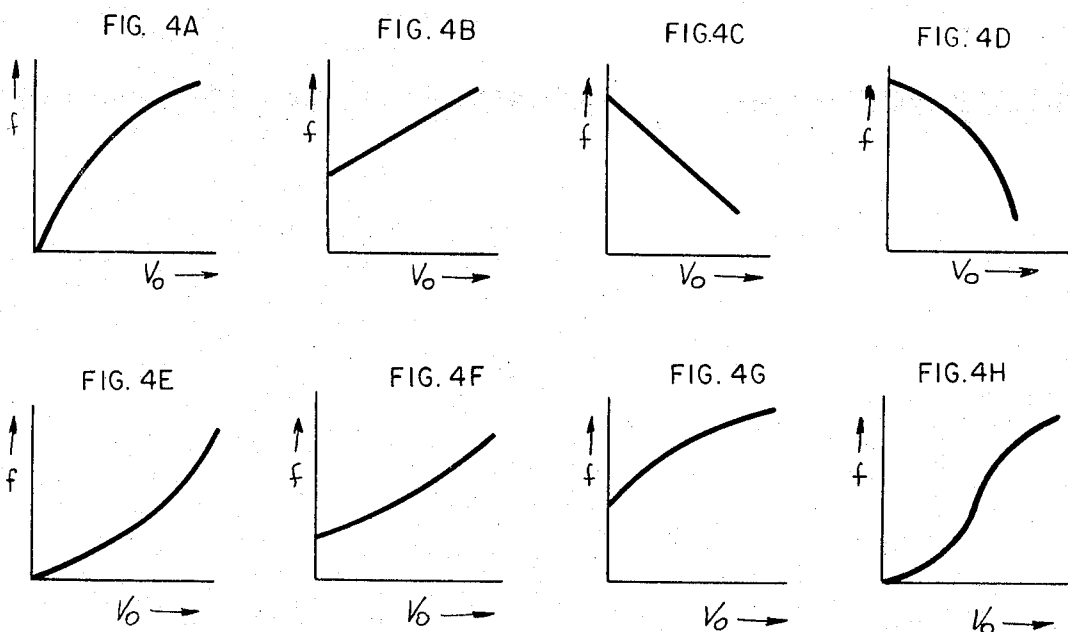 FIG. 4A
FIG. 4B
FIG.4C
FIG. 4D
f
f
f
f
Vo
Vo
Vo
Vo
FIG. 4E
FIG. 4F
FIG. 4G
FIG.4H
f
f
f
f
Vo
Vo
Vo
Vo